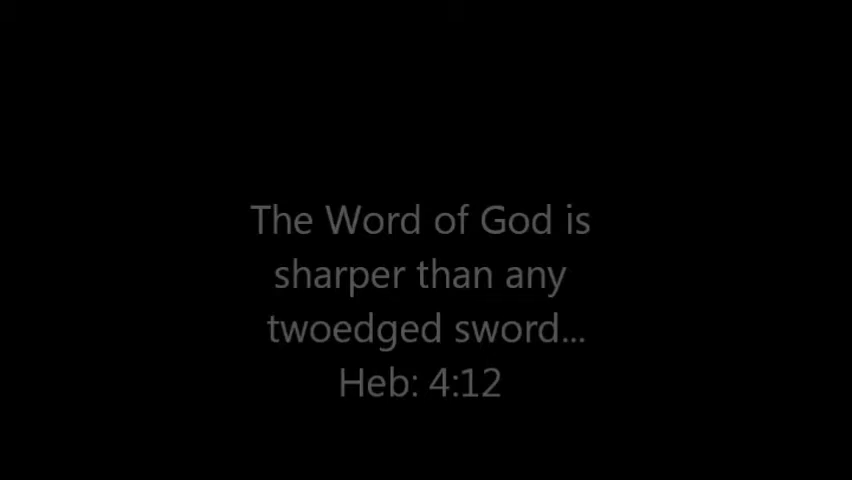 The Word of God is
sharper than any
twoedged sword...
Heb: 4:12